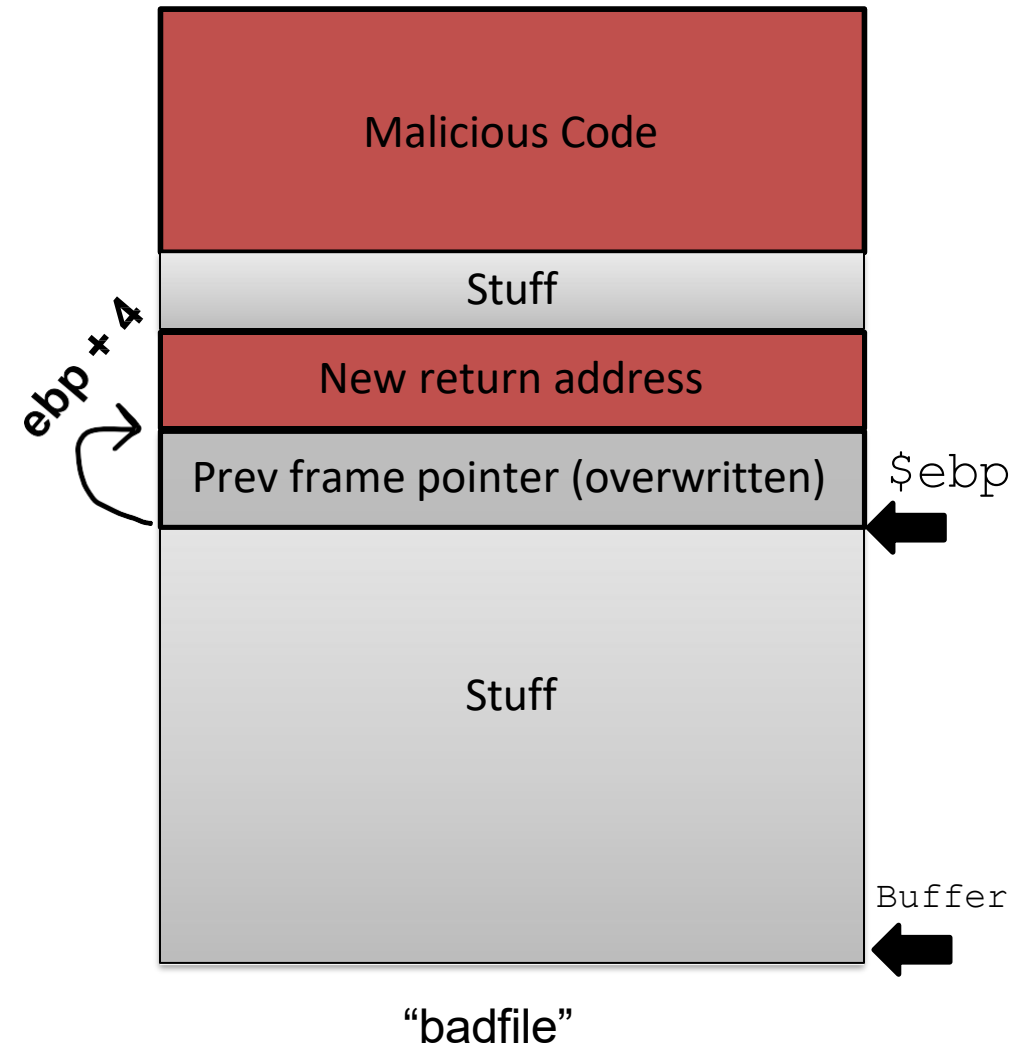 Malicious Code
Stuff
ebp + 4
New return address
Prev frame pointer (overwritten)
$ebp
Stuff
Buffer
“badfile”